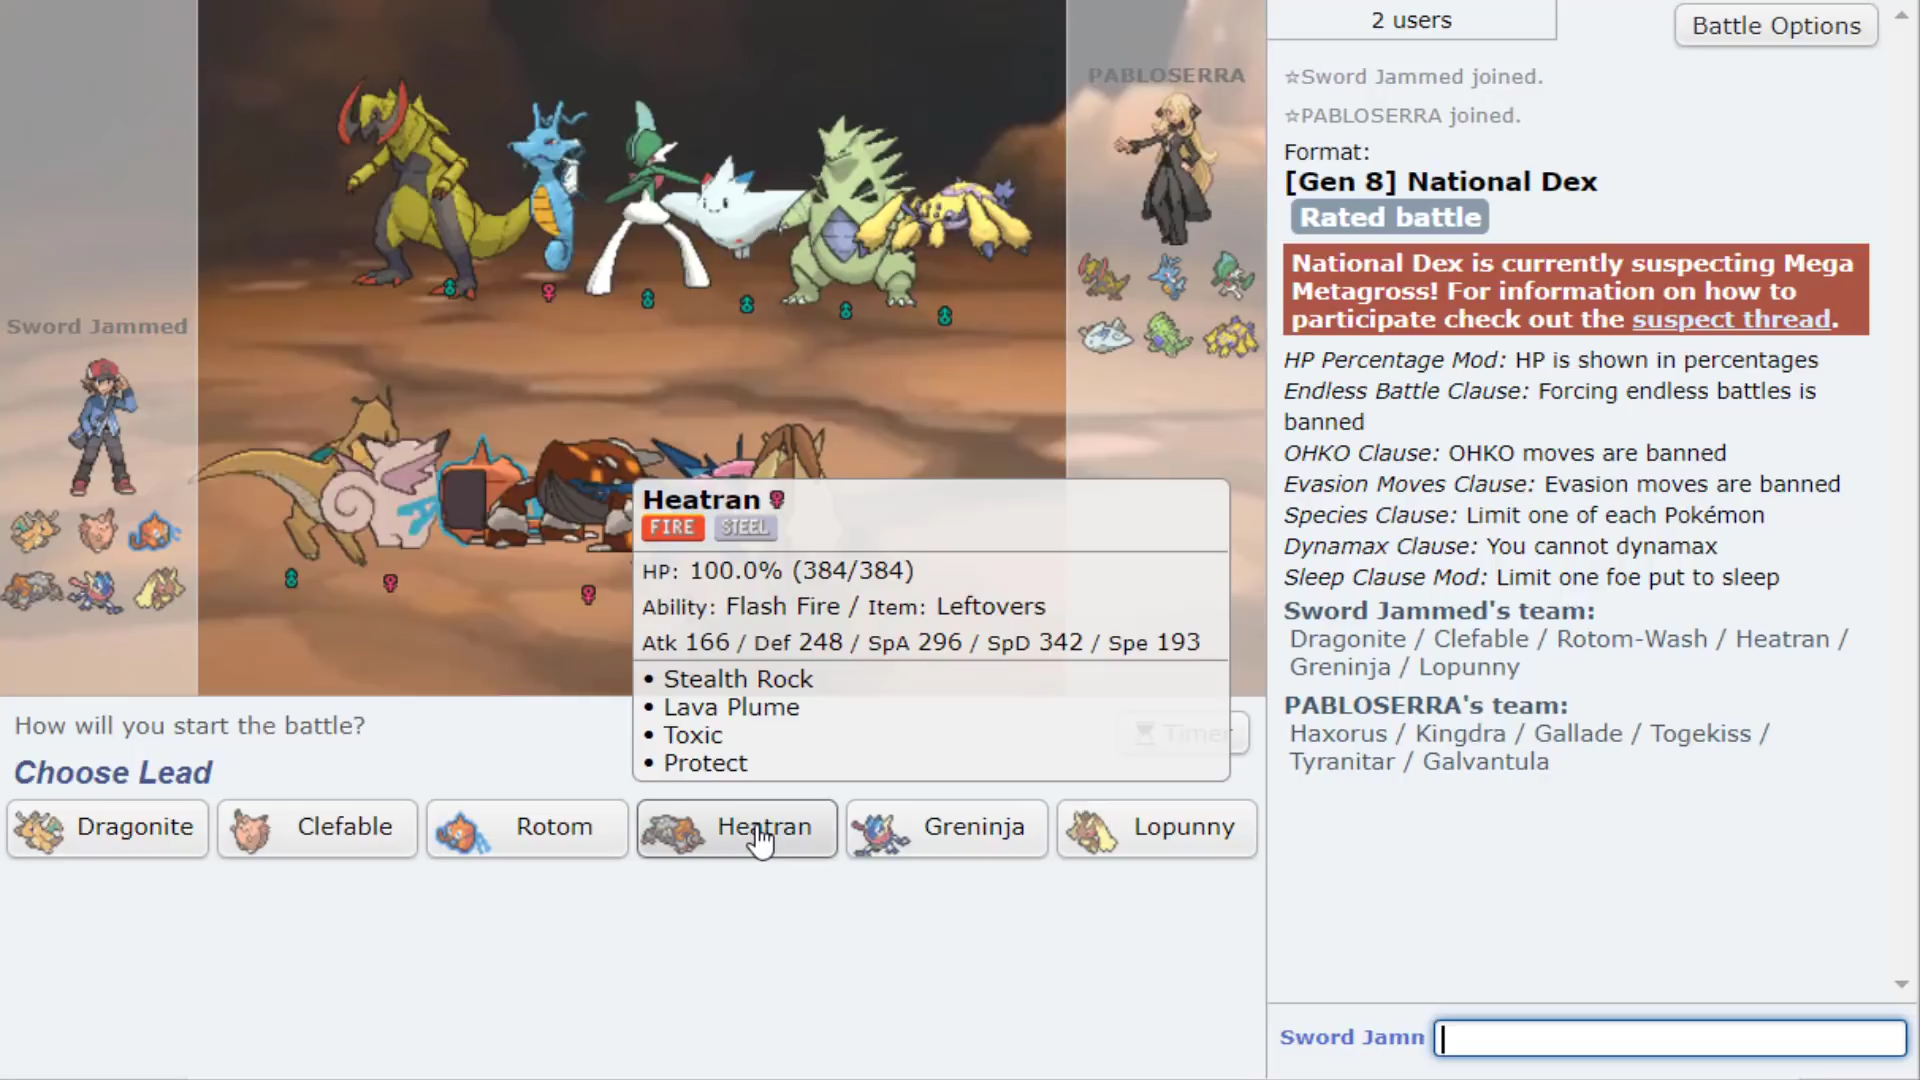 2 users
Battle Options
☆Sword Jammed joined.
☆PABLOSERRA joined.
Format:
[Gen 8] National Dex
Rated battle
National Dex is currently suspecting Mega
Metagross! For information on how to
participate check out the suspect thread.
HP Percentage Mod: HP is shown in percentages
Endless Battle Clause: Forcing endless battles is
banned
OHKO Clause: OHKO moves are banned
Evasion Moves Clause: Evasion moves are banned
Species Clause: Limit one of each Pokémon
Dynamax Clause: You cannot dynamax
Sleep Clause Mod: Limit one foe put to sleep
Sword Jammed's team:
Dragonite / Clefable / Rotom-Wash / Heatran /
Greninja / Lopunny
PABLOSERRA's team:
Haxorus / Kingdra / Gallade / Togekiss /
Tyranitar / Galvantula
PABLOSERRA
Sword Jammed
Heatran ♀
FIRE STEEL
HP: 100.0% (384/384)
Ability: Flash Fire / Item: Leftovers
Atk 166 / Def 248 / SpA 296 / SpD 342 / Spe 193
• Stealth Rock
• Lava Plume
• Toxic
• Protect
How will you start the battle?
Timer
Choose Lead
Dragonite
Clefable
Rotom
Heatran
Greninja
Lopunny
Sword Jamn